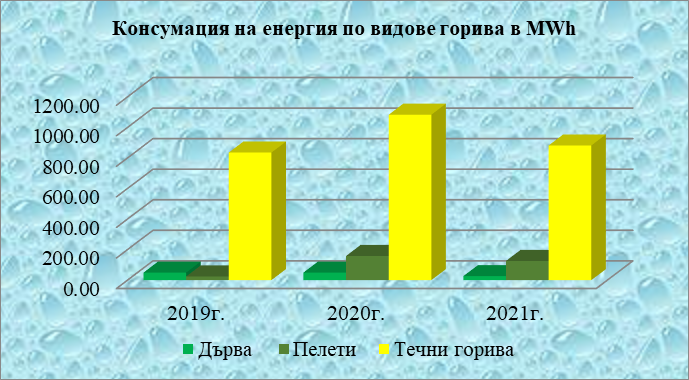 Консумация на енергия по видове горива в MWh
1200.00
1000.00
800.00
600.00
400.00
200.00
0.00
2019г. 2020г. 2021г.
Дърва Пелети Течни горива